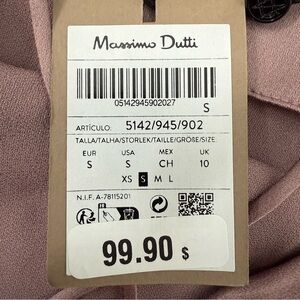 Massimo Dutti
05142945902027
S
ARTÍCULO. 5142/945/902
TALLA/TALHA/STORLEK/TAILLE/GRÖßE/SIZE
EUR USA MEX UK
S S CH 10
XS S M L
N.I.F. A-78115201
99.90 $